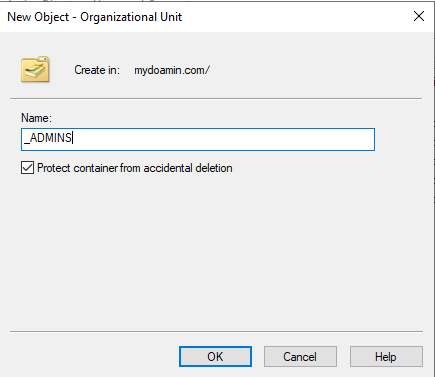 New Object - Organizational Unit
Create in: mydoamin.com/
Name:
_ADMINS
Protect container from accidental deletion
OK Cancel Help